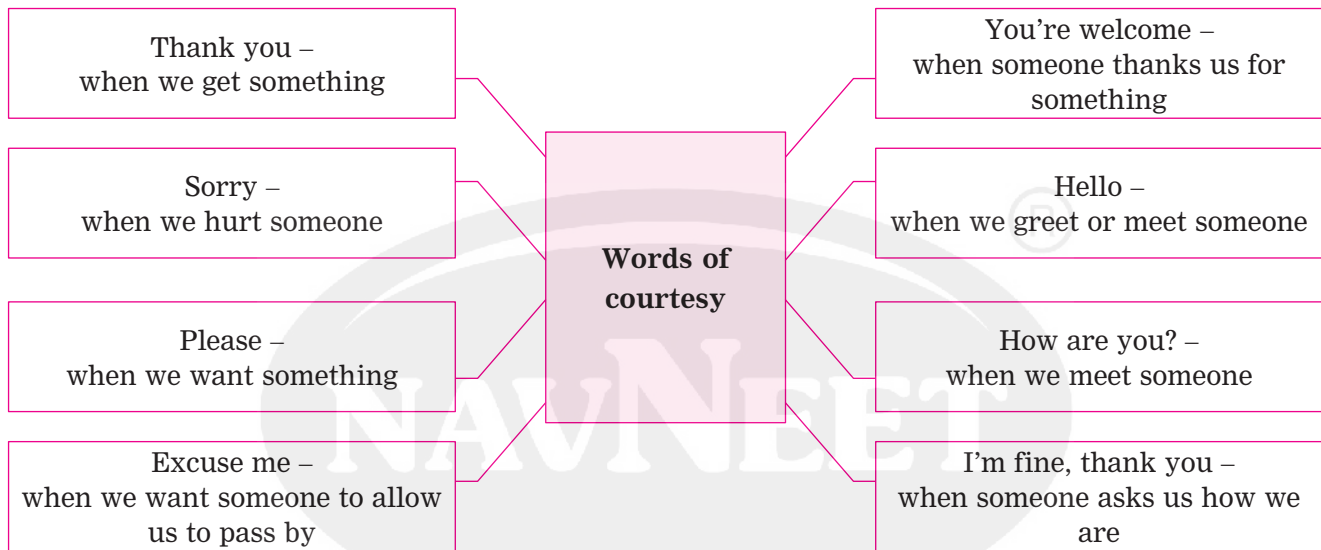 Thank you –
when we get something
Sorry –
when we hurt someone
Please –
when we want something
Excuse me –
when we want someone to allow
us to pass by
Words of
courtesy
You’re welcome –
when someone thanks us for
something
Hello –
when we greet or meet someone
How are you? –
when we meet someone
I’m fine, thank you –
when someone asks us how we
are
NAVNEET
®